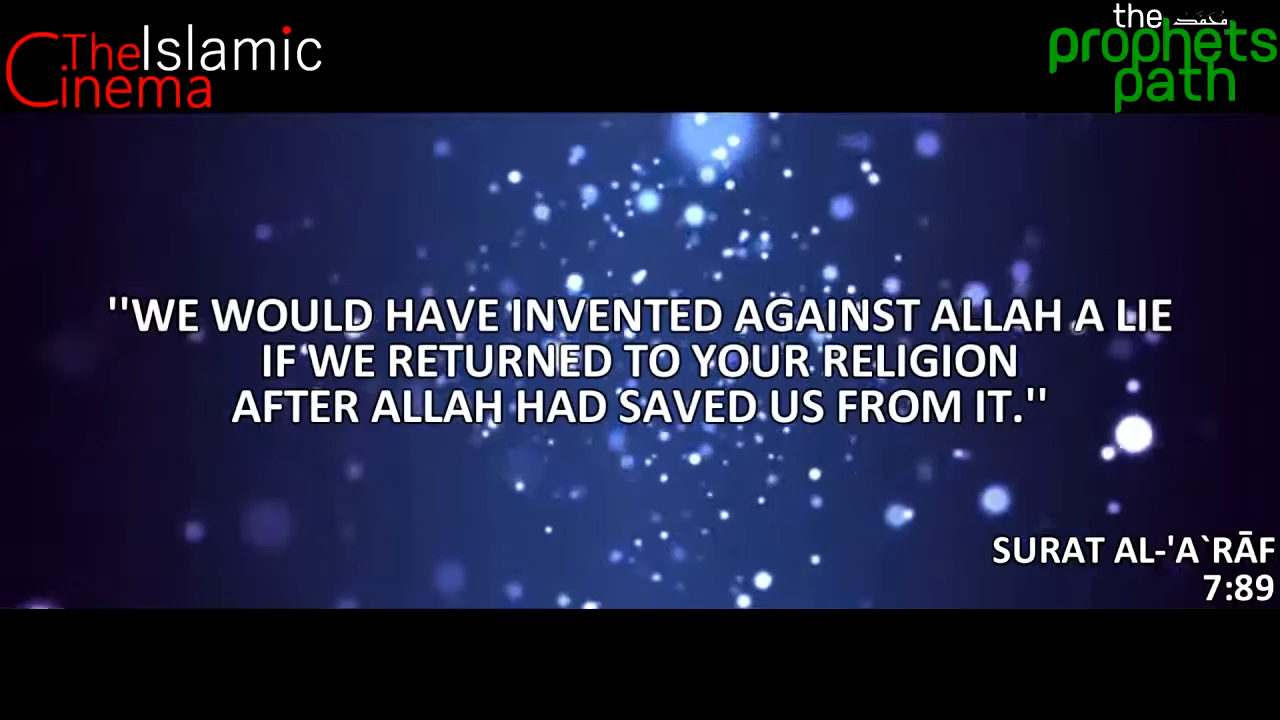 TheIslamic
Cinema
the محمد
prophets
path
"WE WOULD HAVE INVENTED AGAINST ALLAH A LIE
IF WE RETURNED TO YOUR RELIGION
AFTER ALLAH HAD SAVED US FROM IT."
SURAT AL-'A`RĀF
7:89